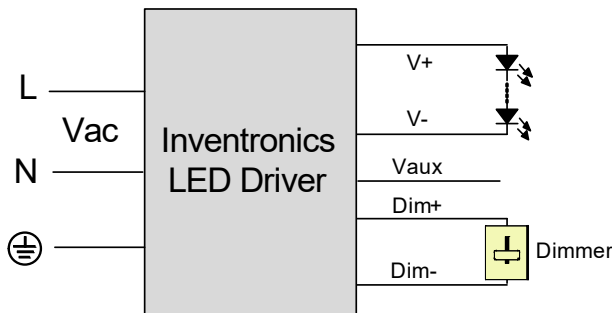 L
Vac
N
Inventronics
LED Driver
V+
V-
Vaux
Dim+
Dim-
Dimmer